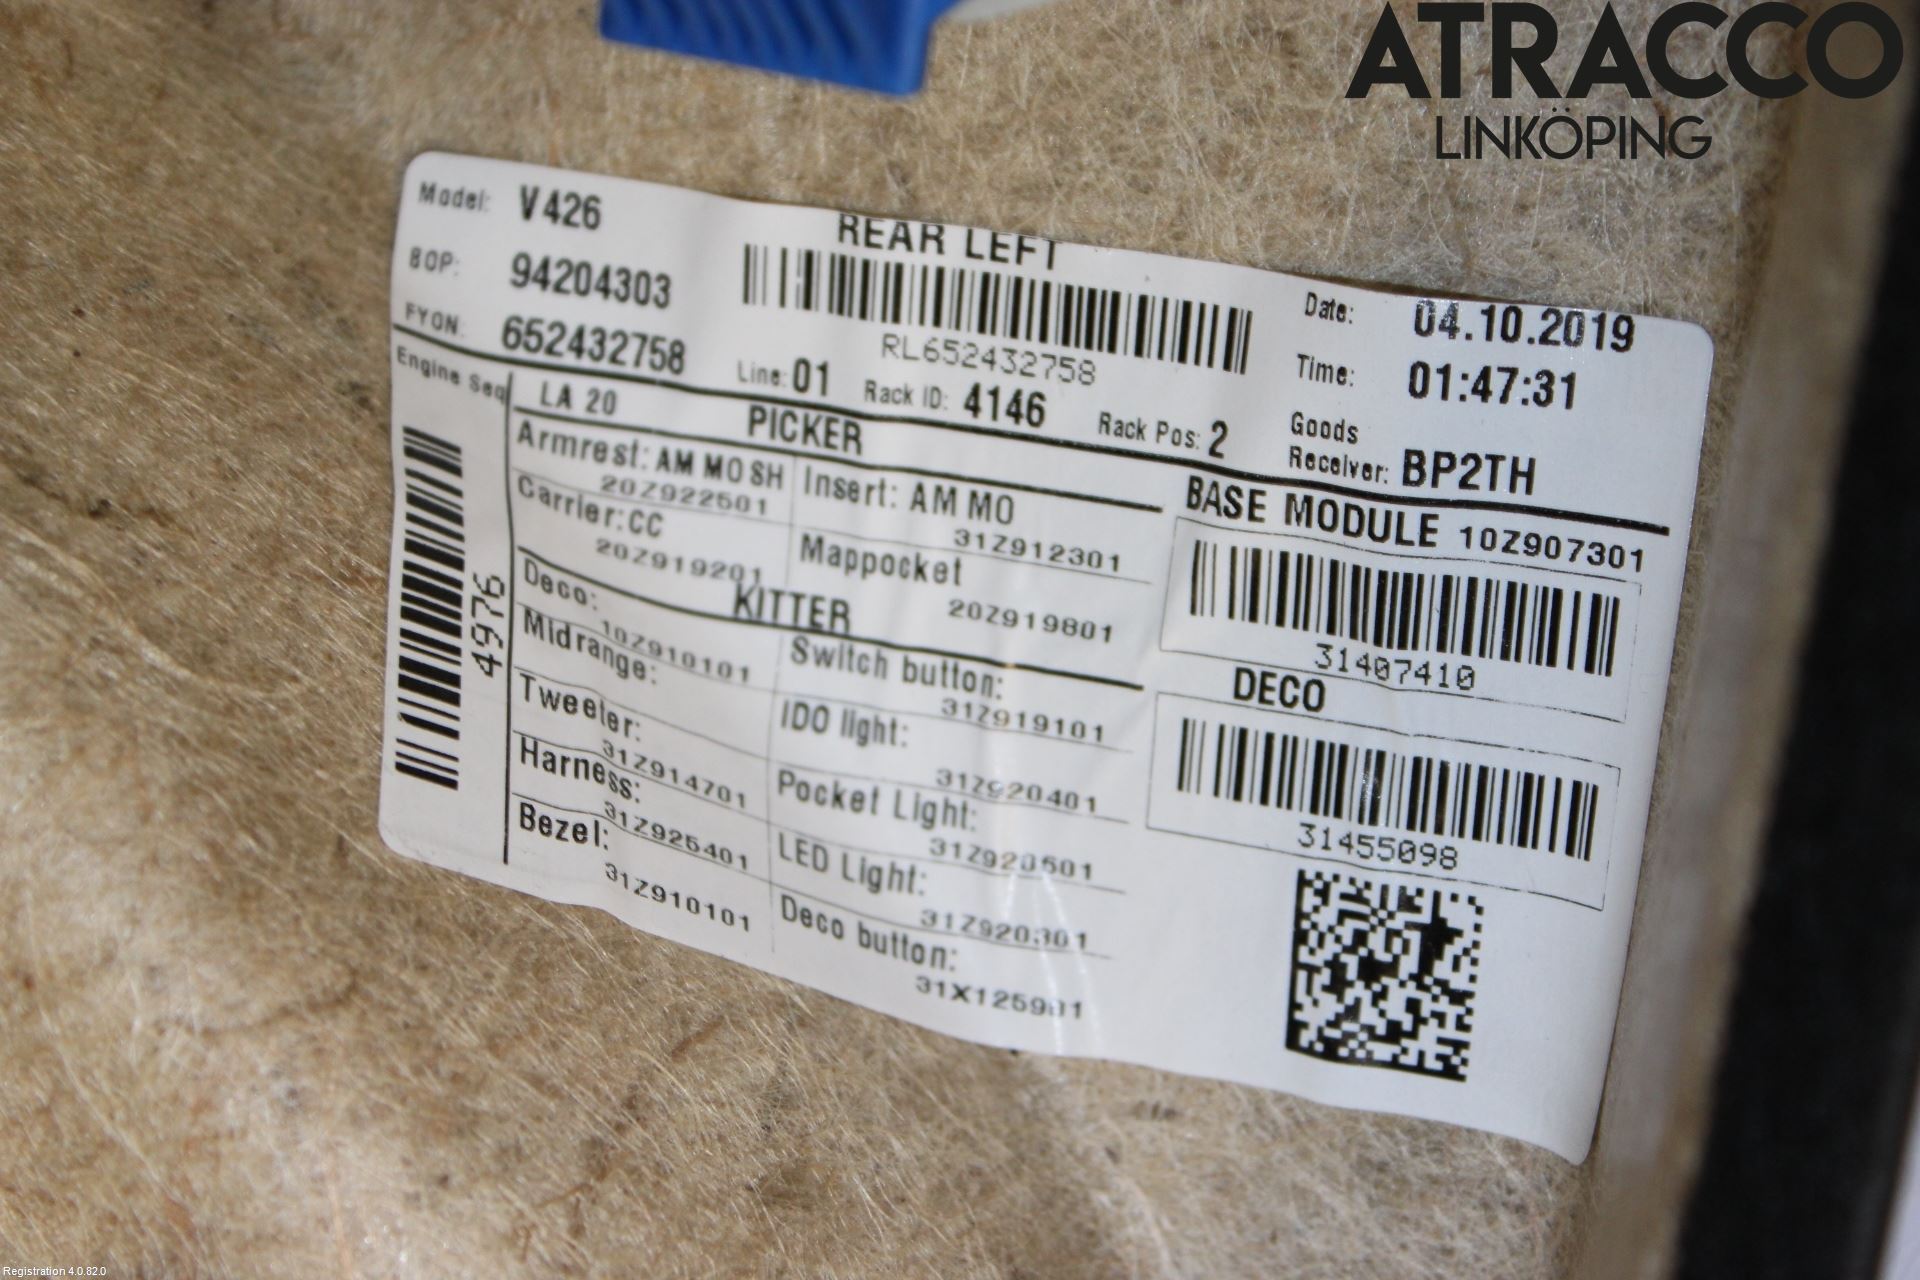 ATRACCO
LINKÖPING
Model: V426
REAR LEFT
BOP: 94204303
FYON: 652432758
RL652432758
Line: 01 Rack ID: 4146 Rack Pos: 2
Date: 04.10.2019
Time: 01:47:31
Goods
Receiver: BP2TH
Engine Seq
4976
LA 20
PICKER
Armrest: AM MO SH
20Z922501
Insert: AM MO
31Z912301
Carrier: CC
20Z919201
Mappocket
20Z919801
KITTER
Deco:
10Z910101
Switch button:
31Z919101
Midrange:
IDO light:
31Z920401
Tweeter:
31Z914701
Pocket Light:
31Z920501
Harness:
31Z925401
LED Light:
31Z920301
Bezel:
31Z910101
Deco button:
31X125901
BASE MODULE 10Z907301
31407410
DECO
31455098
Registration 4.0.82.0